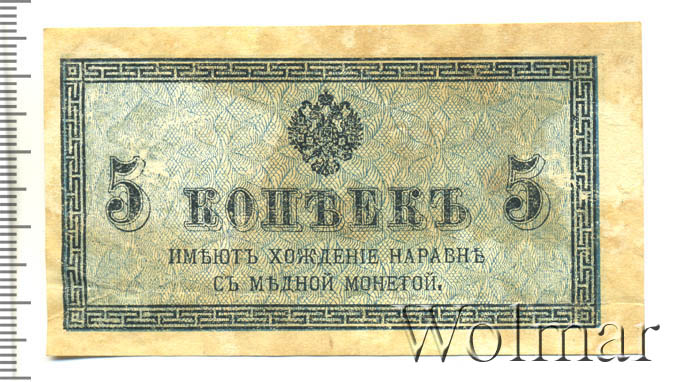 5 КОПѢЕКЪ 5
ИМѢЮТЪ ХОЖДЕНІЕ НАРАВНѢ
СЪ МѢДНОЙ МОНЕТОЙ.
Wolmar